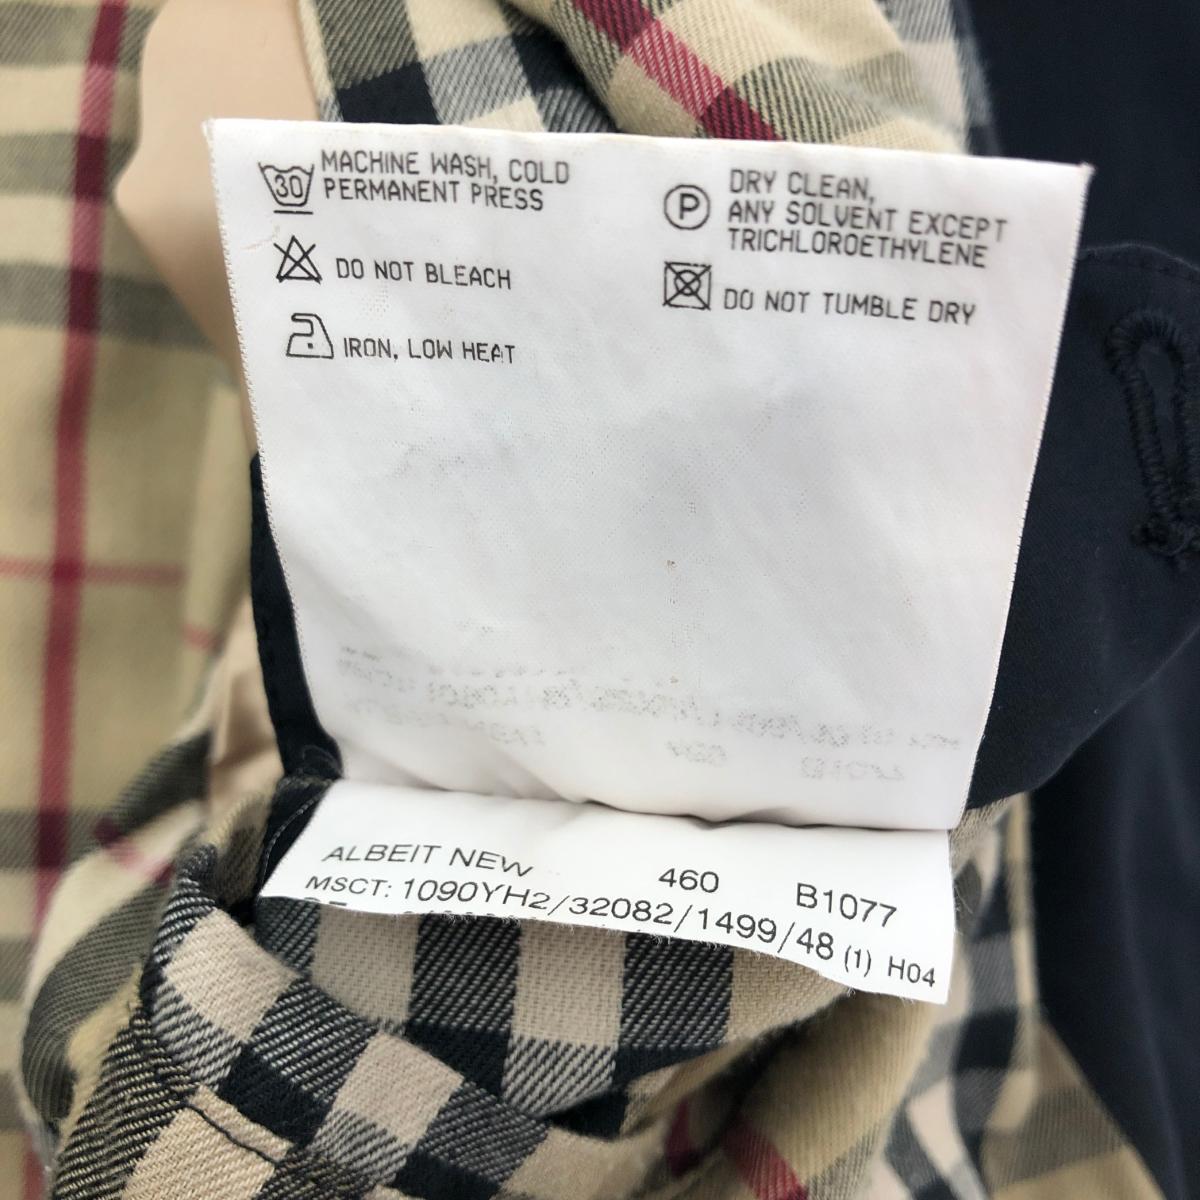 30 MACHINE WASH, COLD
PERMANENT PRESS
DO NOT BLEACH
IRON, LOW HEAT
P DRY CLEAN,
ANY SOLVENT EXCEPT
TRICHLOROETHYLENE
DO NOT TUMBLE DRY
ALBEIT NEW 460 B1077
MSCT: 1090YH2/32082/1499/48 (1) H04